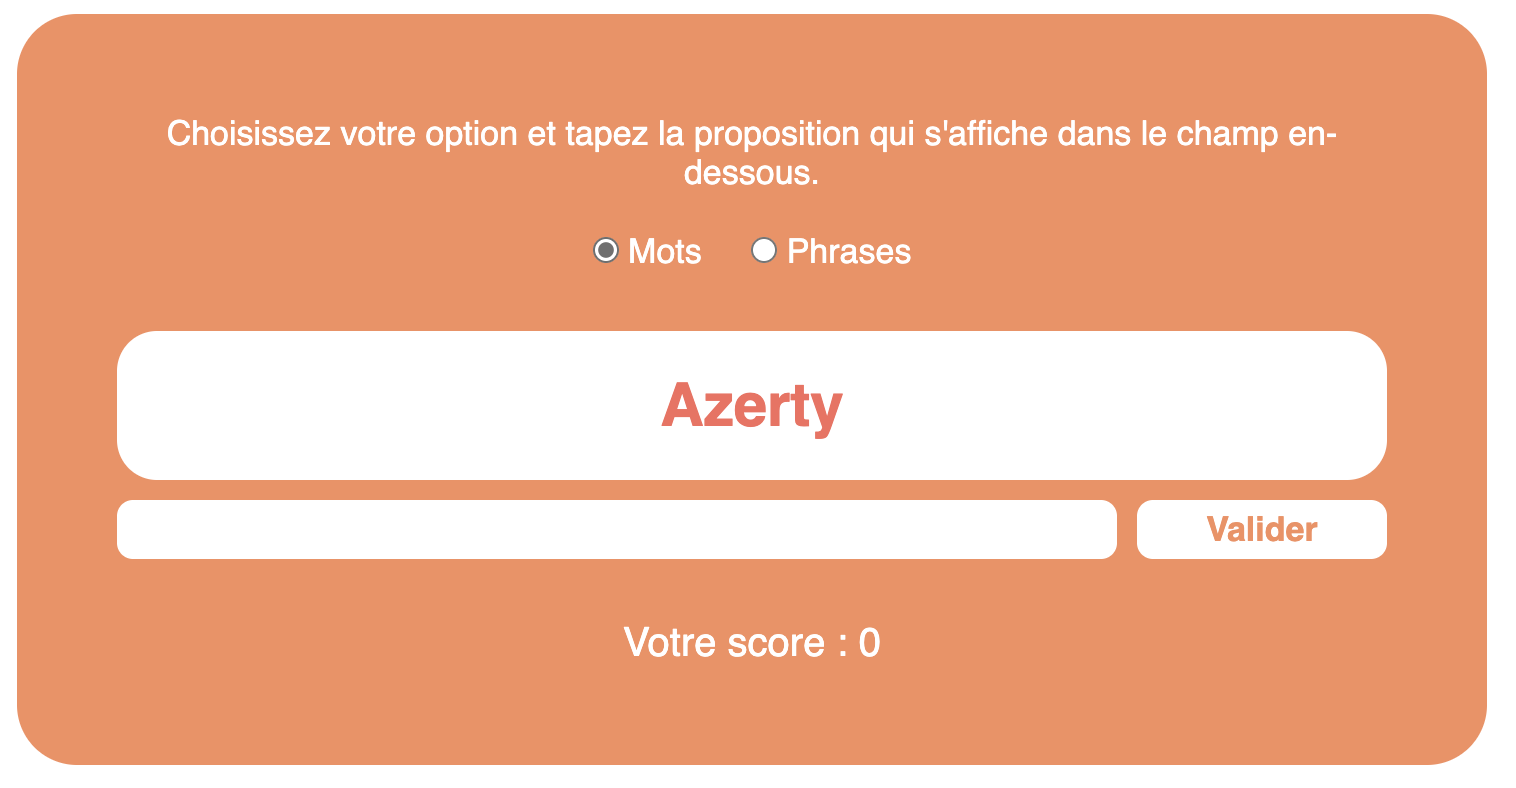 Choisissez votre option et tapez la proposition qui s'affiche dans le champ en-
dessous.
Mots Phrases
Azerty
Valider
Votre score : 0